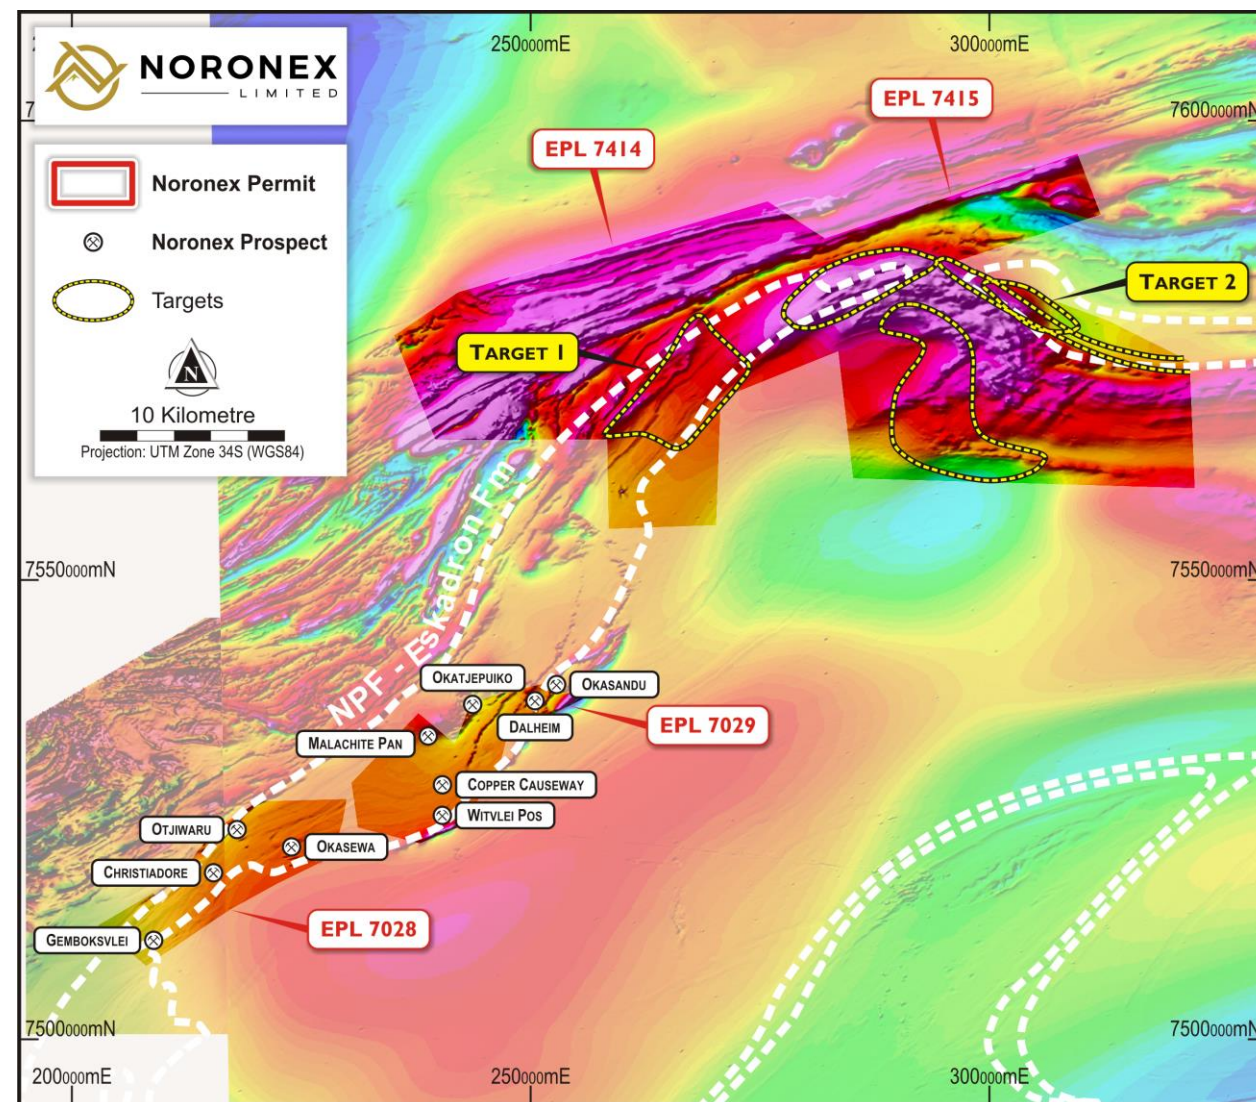 NORONEX
LIMITED
Noronex Permit
Noronex Prospect
Targets
N
10 Kilometre
Projection: UTM Zone 34S (WGS84)
250000mE
300000mE
7600000mN
EPL 7415
EPL 7414
TARGET 2
TARGET 1
7550000mN
7550000mN
NPF - Eskadron Fm
OKATJEPUIKO
OKASANDU
DALHEIM
EPL 7029
MALACHITE PAN
COPPER CAUSEWAY
WITVLEI POS
OTJIWARU
OKASEWA
CHRISTIADORE
EPL 7028
GEMBOKSVLEI
7500000mN
7500000mN
200000mE
250000mE
300000mE